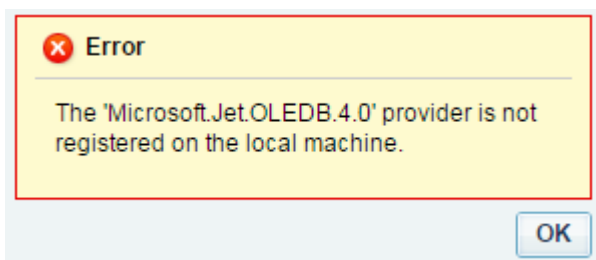 Error
The 'Microsoft.Jet.OLEDB.4.0' provider is not
registered on the local machine.
OK